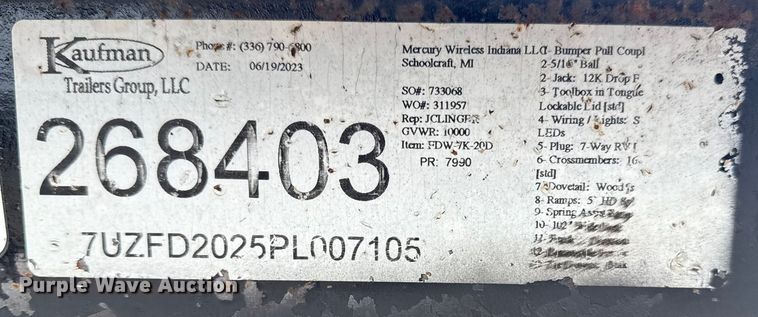 Kaufman
Trailers Group, LLC
Phone #: (336) 790-6800
DATE: 06/19/2023
268403
7UZFD2025PL007105
Mercury Wireless Indiana LLC
Schoolcraft, MI
SO#: 733068
WO#: 311957
Rep: JCLINGER
GVWR: 10000
Item: FDW-7K-20D
PR: 7990
1- Bumper Pull Coupl
2-5/16" Ball
2- Jack: 12K Drop F
3- Toolbox in Tongue
Lockable Lid [std]
4- Wiring / Lights: S
LEDs
5- Plug: 7-Way RV
6- Crossmembers: 16
[std]
7- Dovetail: Wood
8- Ramps: 5' HD
9- Spring
10- 102"
11-
12-
Purple Wave Auction